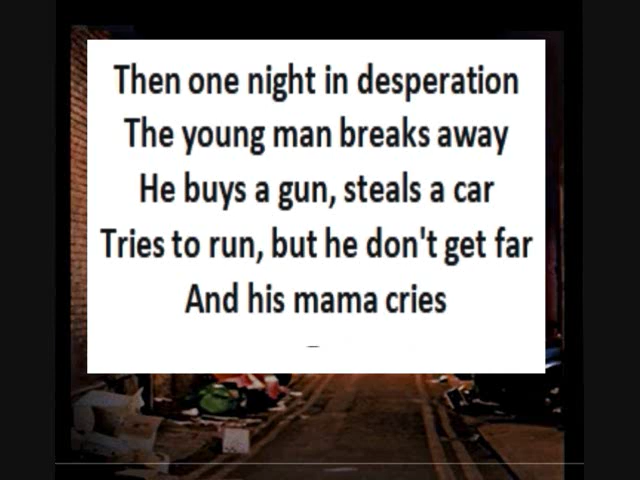 Then one night in desperation
The young man breaks away
He buys a gun, steals a car
Tries to run, but he don't get far
And his mama cries